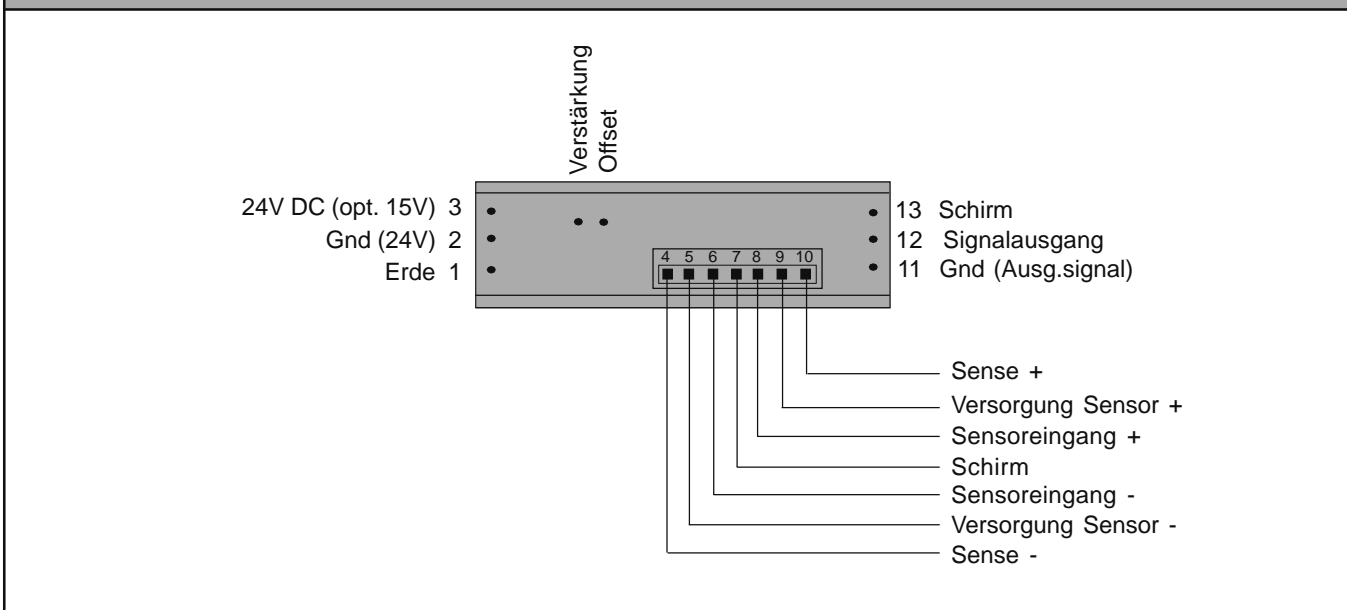 Verstärkung
Offset
24V DC (opt. 15V) 3
Gnd (24V) 2
Erde 1
13 Schirm
12 Signalausgang
11 Gnd (Ausg.signal)
4 5 6 7 8 9 10
Sense +
Versorgung Sensor +
Sensoreingang +
Schirm
Sensoreingang -
Versorgung Sensor -
Sense -